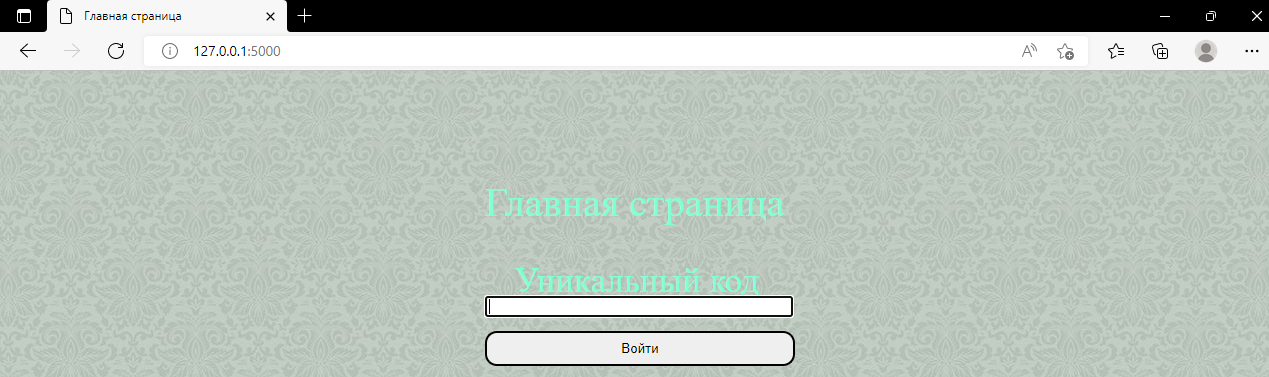 Главная страница
127.0.0.1:5000
Главная страница
Уникальный код
Войти